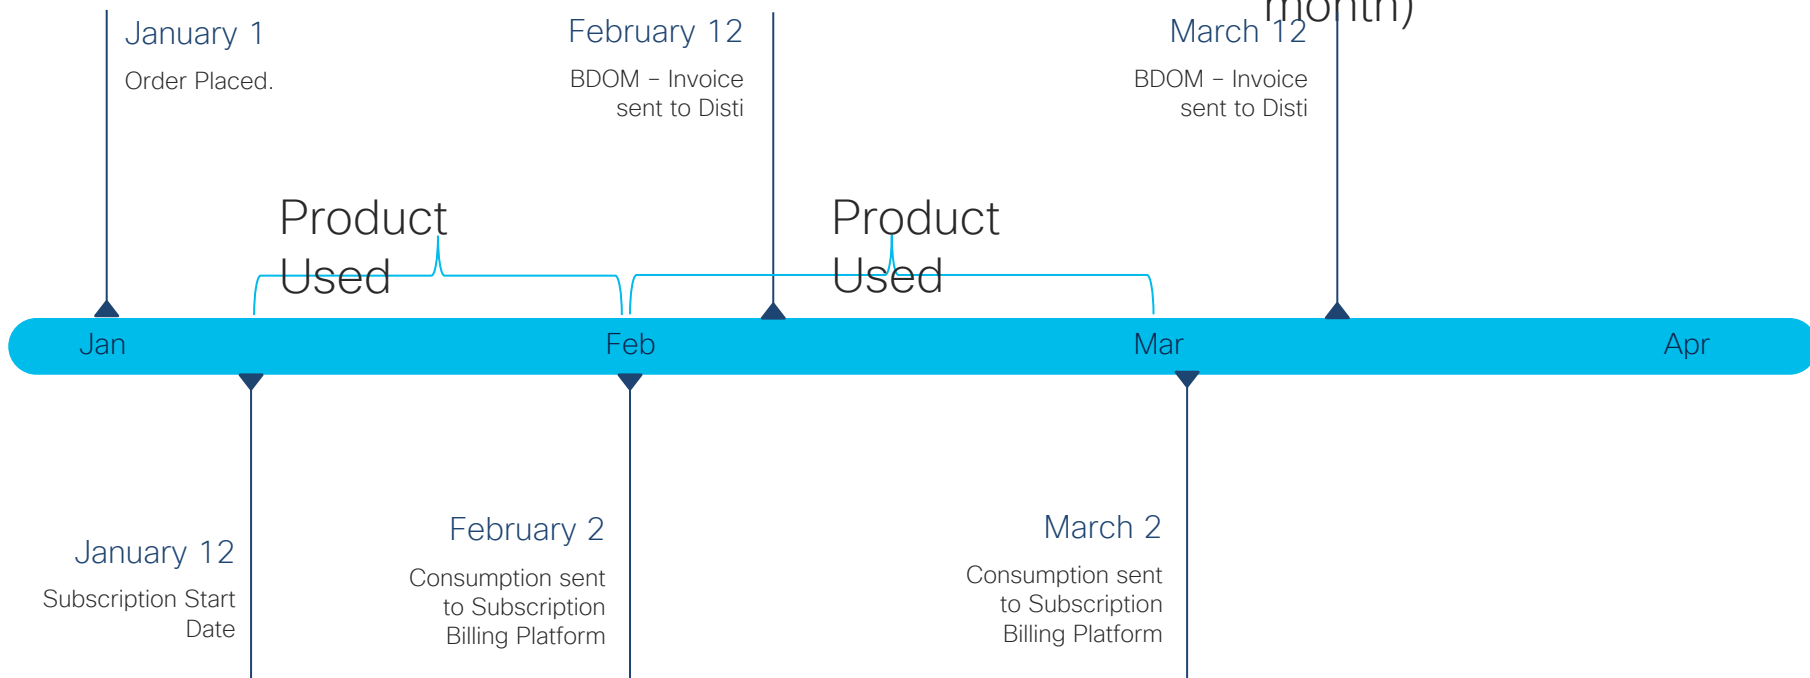 month)
January 1
Order Placed.
February 12
BDOM – Invoice
sent to Disti
March 12
BDOM – Invoice
sent to Disti
Product
Used
Product
Used
Jan
Feb
Mar
Apr
January 12
Subscription Start
Date
February 2
Consumption sent
to Subscription
Billing Platform
March 2
Consumption sent
to Subscription
Billing Platform